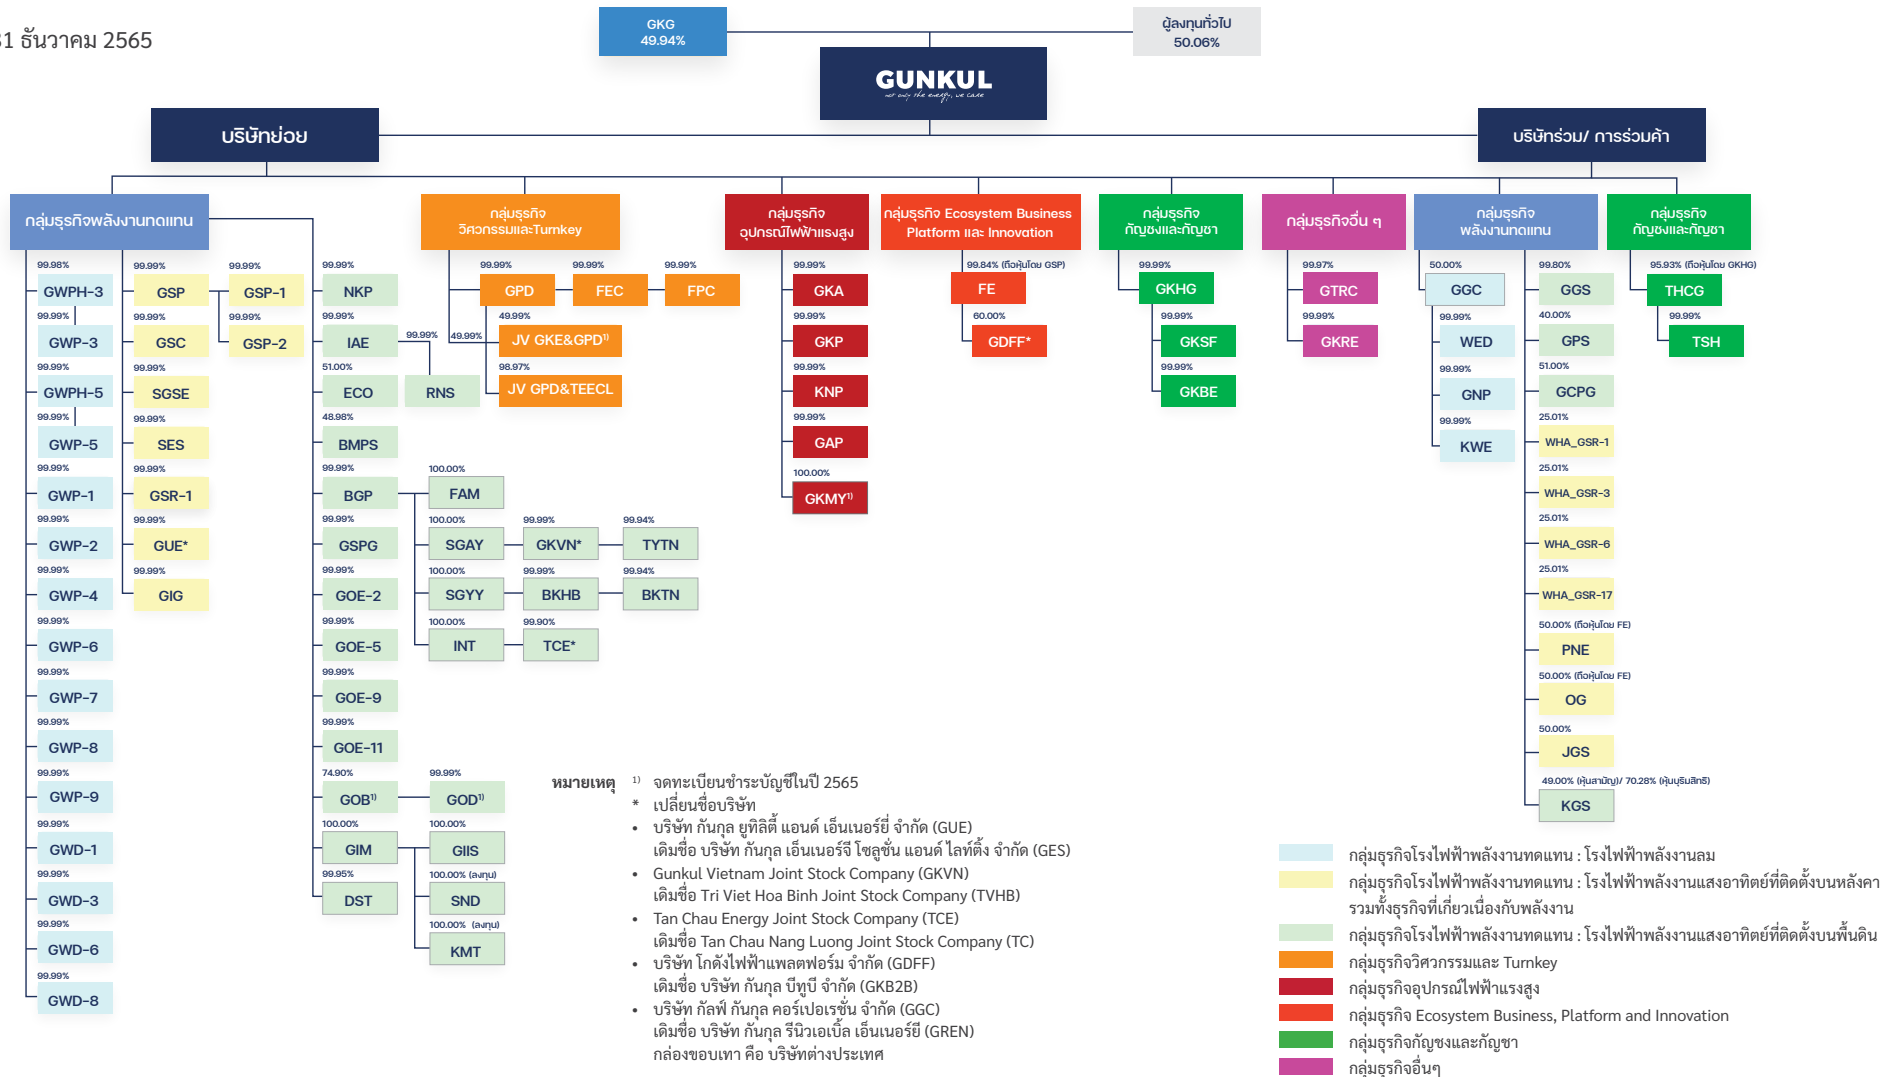 31 ธันวาคม 2565
GKG
49.94%
ผู้ลงทุนทั่วไป
50.06%
GUNKUL
not only the energy, we care
บริษัทย่อย
บริษัทร่วม/ การร่วมค้า
กลุ่มธุรกิจพลังงานทดแทน
กลุ่มธุรกิจ
วิศวกรรมและTurnkey
กลุ่มธุรกิจ
อุปกรณ์ไฟฟ้าแรงสูง
กลุ่มธุรกิจ Ecosystem Business
Platform และ Innovation
กลุ่มธุรกิจ
กัญชงและกัญชา
กลุ่มธุรกิจอื่น ๆ
กลุ่มธุรกิจ
พลังงานทดแทน
กลุ่มธุรกิจ
กัญชงและกัญชา
99.98%
GWPH-3
99.99%
GWP-3
99.99%
GWPH-5
99.99%
GWP-5
99.99%
GWP-1
99.99%
GWP-2
99.99%
GWP-4
99.99%
GWP-6
99.99%
GWP-7
99.99%
GWP-8
99.99%
GWP-9
99.99%
GWD-1
99.99%
GWD-3
99.99%
GWD-6
99.99%
GWD-8
99.99%
GSP
99.99%
GSP-1
99.99%
GSC
99.99%
GSP-2
99.99%
SGSE
99.99%
SES
99.99%
GSR-1
99.99%
GUE*
99.99%
GIG
99.99%
NKP
99.99%
IAE
99.99%
RNS
51.00%
ECO
48.98%
BMPS
99.99%
BGP
100.00%
FAM
99.99%
GSPG
100.00%
SGAY
99.99%
GKVN*
99.94%
TYTN
99.99%
GOE-2
100.00%
SGYY
99.99%
BKHB
99.94%
BKTN
99.99%
GOE-5
100.00%
INT
99.90%
TCE*
99.99%
GOE-9
99.99%
GOE-11
74.90%
GOB1)
99.99%
GOD1)
100.00%
GIM
100.00%
GIIS
99.95%
DST
100.00% (ลงทุน)
SND
100.00% (ลงทุน)
KMT
99.99%
GPD
99.99%
FEC
99.99%
FPC
49.99%
49.99%
JV GKE&GPD1)
98.97%
JV GPD&TEECL
99.99%
GKA
99.99%
GKP
99.99%
KNP
99.99%
GAP
100.00%
GKMY1)
99.84% (ถือหุ้นโดย GSP)
FE
60.00%
GDFF*
99.99%
GKHG
99.99%
GKSF
99.99%
GKBE
99.97%
GTRC
99.99%
GKRE
50.00%
GGC
99.99%
WED
99.99%
GNP
99.99%
KWE
99.80%
GGS
40.00%
GPS
51.00%
GCPG
25.01%
WHA_GSR-1
25.01%
WHA_GSR-3
25.01%
WHA_GSR-6
25.01%
WHA_GSR-17
50.00% (ถือหุ้นโดย FE)
PNE
50.00% (ถือหุ้นโดย FE)
OG
50.00%
JGS
49.00% (หุ้นสามัญ)/ 70.28% (หุ้นบุริมสิทธิ)
KGS
95.93% (ถือหุ้นโดย GKHG)
THCG
99.99%
TSH
หมายเหตุ 1) จดทะเบียนชำระบัญชีในปี 2565
* เปลี่ยนชื่อบริษัท
• บริษัท กันกุล ยูทิลิตี้ แอนด์ เอ็นเนอร์ยี่ จำกัด (GUE)
เดิมชื่อ บริษัท กันกุล เอ็นเนอร์จี โซลูชั่น แอนด์ ไลท์ติ้ง จำกัด (GES)
• Gunkul Vietnam Joint Stock Company (GKVN)
เดิมชื่อ Tri Viet Hoa Binh Joint Stock Company (TVHB)
• Tan Chau Energy Joint Stock Company (TCE)
เดิมชื่อ Tan Chau Nang Luong Joint Stock Company (TC)
• บริษัท โกดังไฟฟ้าแพลตฟอร์ม จำกัด (GDFF)
เดิมชื่อ บริษัท กันกุล บีทูบี จำกัด (GKB2B)
• บริษัท กัลฟ์ กันกุล คอร์เปอเรชั่น จำกัด (GGC)
เดิมชื่อ บริษัท กันกุล รีนิวเอเบิ้ล เอ็นเนอร์ยี (GREN)
กล่องขอบเทา คือ บริษัทต่างประเทศ
กลุ่มธุรกิจโรงไฟฟ้าพลังงานทดแทน : โรงไฟฟ้าพลังงานลม
กลุ่มธุรกิจโรงไฟฟ้าพลังงานทดแทน : โรงไฟฟ้าพลังงานแสงอาทิตย์ที่ติดตั้งบนหลังคา
รวมทั้งธุรกิจที่เกี่ยวเนื่องกับพลังงาน
กลุ่มธุรกิจโรงไฟฟ้าพลังงานทดแทน : โรงไฟฟ้าพลังงานแสงอาทิตย์ที่ติดตั้งบนพื้นดิน
กลุ่มธุรกิจวิศวกรรมและ Turnkey
กลุ่มธุรกิจอุปกรณ์ไฟฟ้าแรงสูง
กลุ่มธุรกิจ Ecosystem Business, Platform and Innovation
กลุ่มธุรกิจกัญชงและกัญชา
กลุ่มธุรกิจอื่นๆ